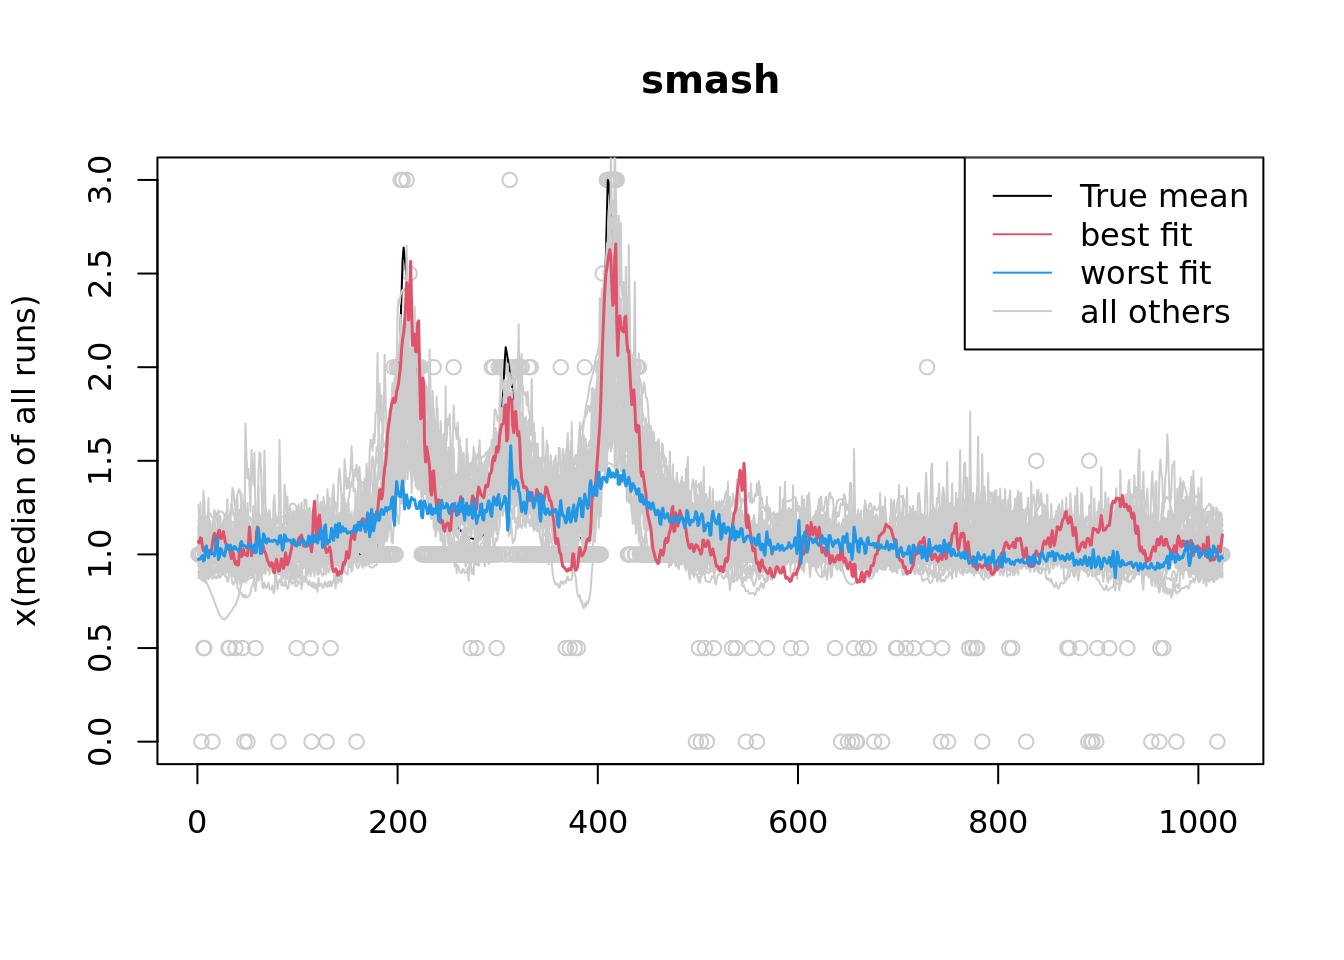 smash
x(median of all runs)
3.0
2.5
2.0
1.5
1.0
0.5
0.0
True mean
best fit
worst fit
all others
0 200 400 600 800 1000